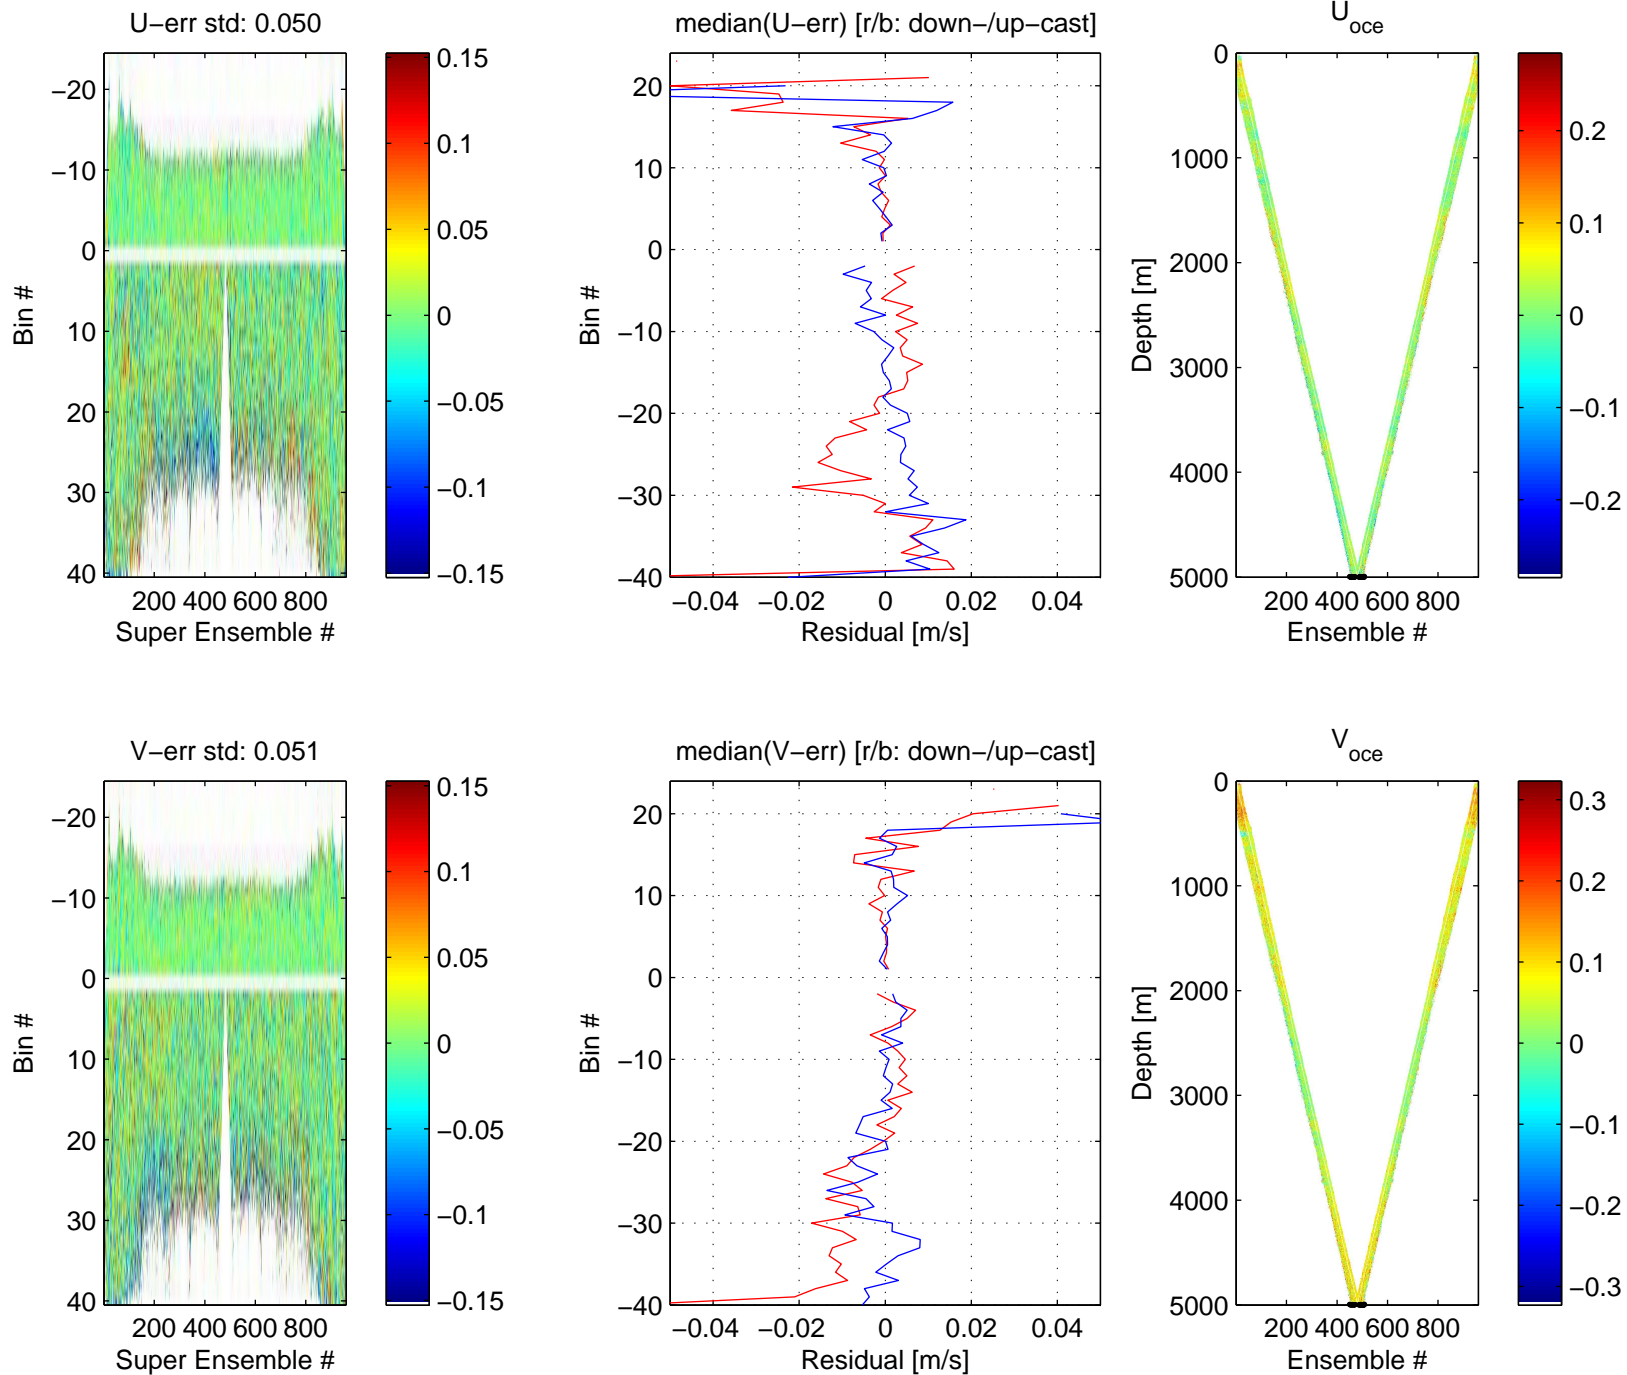 U−err std: 0.050
−20
−10
0
10
20
30
40
Bin #
200 400 600 800
Super Ensemble #
0.15
0.1
0.05
0
−0.05
−0.1
−0.15
median(U−err) [r/b: down−/up−cast]
20
10
0
−10
−20
−30
−40
Bin #
−0.04 −0.02 0 0.02 0.04
Residual [m/s]
Uoce
0
1000
2000
3000
4000
5000
Depth [m]
200 400 600 800
Ensemble #
0.2
0.1
0
−0.1
−0.2
V−err std: 0.051
−20
−10
0
10
20
30
40
Bin #
200 400 600 800
Super Ensemble #
0.15
0.1
0.05
0
−0.05
−0.1
−0.15
median(V−err) [r/b: down−/up−cast]
20
10
0
−10
−20
−30
−40
Bin #
−0.04 −0.02 0 0.02 0.04
Residual [m/s]
Voce
0
1000
2000
3000
4000
5000
Depth [m]
200 400 600 800
Ensemble #
0.3
0.2
0.1
0
−0.1
−0.2
−0.3